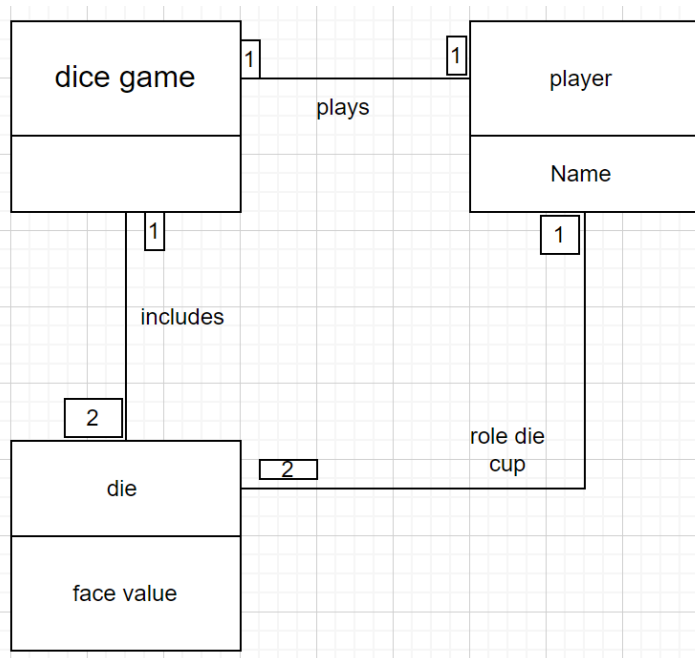 dice game
1
1
player
plays
Name
1
1
includes
2
role die
cup
2
die
face value